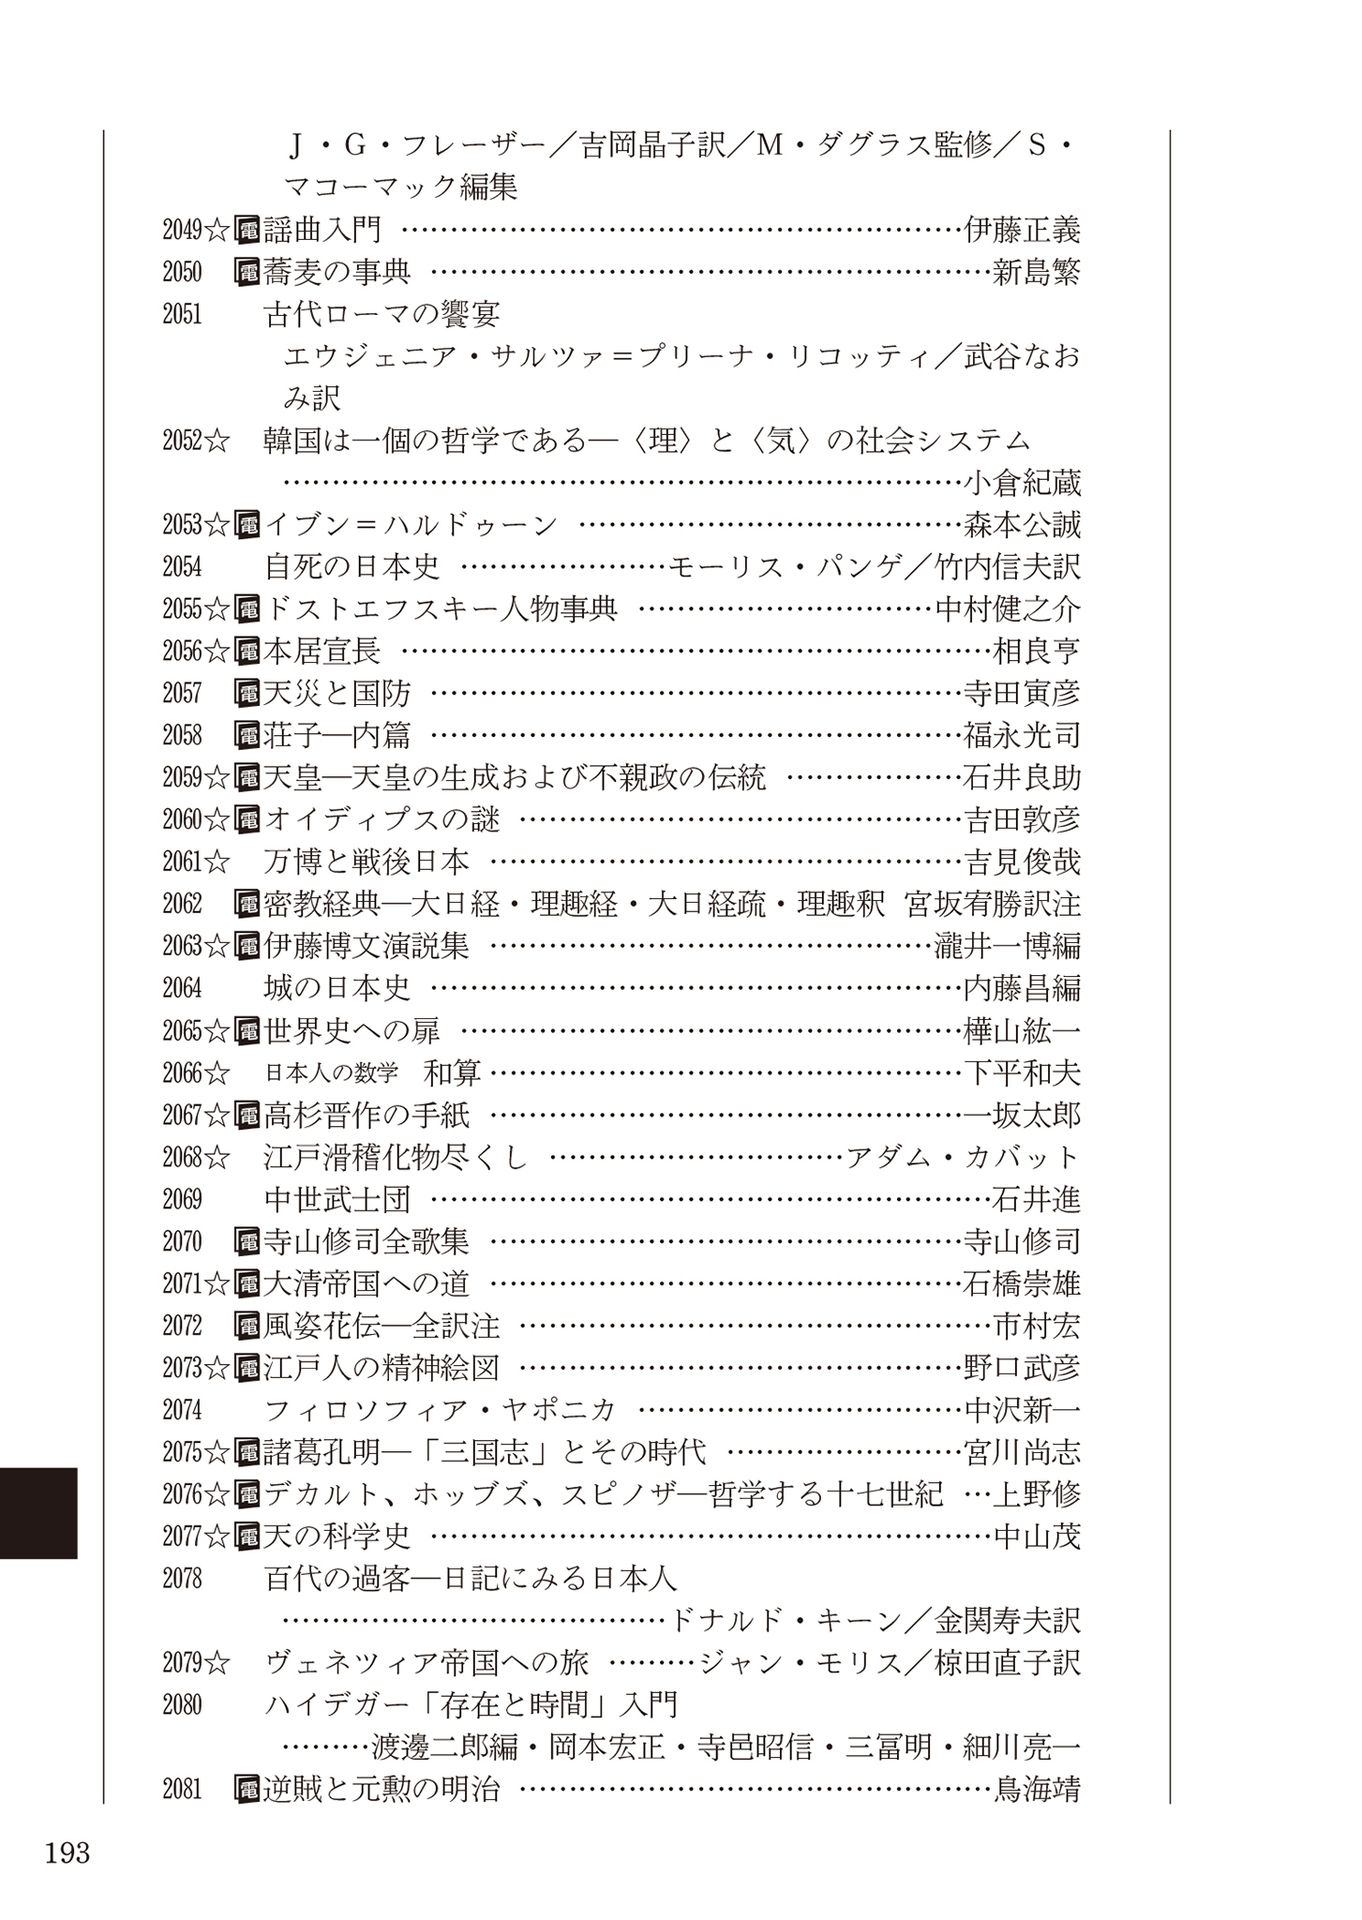 Ｊ・Ｇ・フレーザー／吉岡晶子訳／Ｍ・ダグラス監修／Ｓ・
マコーマック編集
2049☆電謡曲入門 ……………………………………………………伊藤正義
2050 電蕎麦の事典 ……………………………………………………新島繁
2051 古代ローマの饗宴
エウジェニア・サルツァ＝プリーナ・リコッティ／武谷なお
み訳
2052☆ 韓国は一個の哲学である―〈理〉と〈気〉の社会システム
………………………………………………………………小倉紀蔵
2053☆電イブン＝ハルドゥーン ……………………………………森本公誠
2054 自死の日本史 …………………モーリス・パンゲ／竹内信夫訳
2055☆電ドストエフスキー人物事典 …………………………中村健之介
2056☆電本居宣長 ………………………………………………………相良亨
2057 電天災と国防 …………………………………………………寺田寅彦
2058 電荘子―内篇 …………………………………………………福永光司
2059☆電天皇―天皇の生成および不親政の伝統 ………………石井良助
2060☆電オイディプスの謎 …………………………………………吉田敦彦
2061☆ 万博と戦後日本 ……………………………………………吉見俊哉
2062 電密教経典―大日経・理趣経・大日経疏・理趣釈 宮坂宥勝訳注
2063☆電伊藤博文演説集 …………………………………………瀧井一博編
2064 城の日本史 …………………………………………………内藤昌編
2065☆電世界史への扉 ………………………………………………樺山紘一
2066☆ 日本人の数学 和算……………………………………………下平和夫
2067☆電高杉晋作の手紙 ……………………………………………一坂太郎
2068☆ 江戸滑稽化物尽くし …………………………アダム・カバット
2069 中世武士団 ……………………………………………………石井進
2070 電寺山修司全歌集 ……………………………………………寺山修司
2071☆電大清帝国への道 ……………………………………………石橋崇雄
2072 電風姿花伝―全訳注 ……………………………………………市村宏
2073☆電江戸人の精神絵図 …………………………………………野口武彦
2074 フィロソフィア・ヤポニカ ……………………………中沢新一
2075☆電諸葛孔明―「三国志」とその時代 ……………………宮川尚志
2076☆電デカルト、ホッブズ、スピノザ―哲学する十七世紀 …上野修
2077☆電天の科学史 ……………………………………………………中山茂
2078 百代の過客―日記にみる日本人
…………………………………ドナルド・キーン／金関寿夫訳
2079☆ ヴェネツィア帝国への旅 ………ジャン・モリス／椋田直子訳
2080 ハイデガー「存在と時間」入門
………渡邊二郎編・岡本宏正・寺邑昭信・三冨明・細川亮一
2081 電逆賊と元勲の明治 ……………………………………………鳥海靖
193